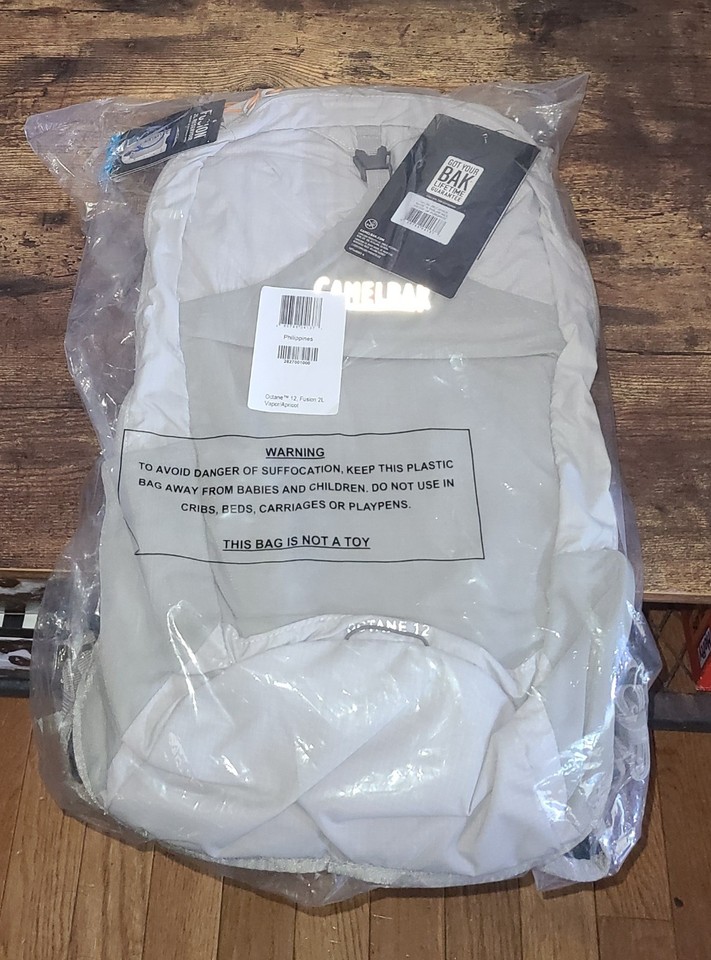 FUSION
GOT YOUR
BAK
LIFETIME
GUARANTEE
CAMELBAK
Philippines
2837001000
Octane™ 12, Fusion 2L
Vapor/Apricot
WARNING
TO AVOID DANGER OF SUFFOCATION, KEEP THIS PLASTIC
BAG AWAY FROM BABIES AND CHILDREN. DO NOT USE IN
CRIBS, BEDS, CARRIAGES OR PLAYPENS.
THIS BAG IS NOT A TOY
OCTANE 12